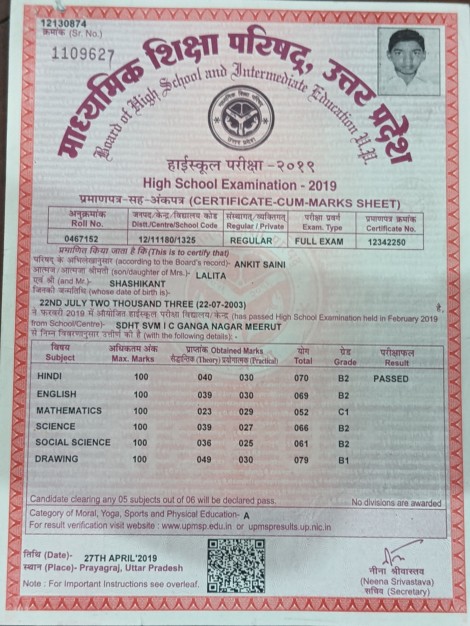 12130874
क्रमांक (Sr. No.)
1109627
माध्यमिक शिक्षा परिषद्, उत्तर प्रदेश
Board of High School and Intermediate Education U.P.
हाईस्कूल परीक्षा -२०१९
High School Examination - 2019
प्रमाणपत्र-सह-अंकपत्र (CERTIFICATE-CUM-MARKS SHEET)
अनुक्रमांक जनपद/केन्द्र/विद्यालय कोड संस्थागत/व्यक्तिगत परीक्षा प्रवर्ग प्रमाणपत्र क्रमांक
Roll No. Distt./Centre/School Code Regular / Private Exam. Type Certificate No.
0467152 12/11180/1325 REGULAR FULL EXAM 12342250
प्रमाणित किया जाता है कि (This is to certify that)
परिषद के अभिलेखानुसार (according to the Board's record)- ANKIT SAINI
आत्मज/आत्मजा श्रीमती (son/daughter of Mrs.)- LALITA
एवं श्री (and Mr.)- SHASHIKANT
जिनकी जन्मतिथि (whose date of birth is)-
22ND JULY TWO THOUSAND THREE (22-07-2003) है,
ने फरवरी 2019 में आयोजित हाईस्कूल परीक्षा विद्यालय/केन्द्र (has passed High School Examination held in February 2019
from School/Centre)- SDHT SVM I C GANGA NAGAR MEERUT
से निम्न विवरणानुसार उत्तीर्ण की है (with the following details):-
विषय अधिकतम अंक प्राप्तांक Obtained Marks योग ग्रेड परीक्षाफल
Subject Max. Marks सैद्धान्तिक (Theory) प्रयोगात्मक (Practical) Total Grade Result
HINDI 100 040 030 070 B2 PASSED
ENGLISH 100 039 030 069 B2
MATHEMATICS 100 023 029 052 C1
SCIENCE 100 039 027 066 B2
SOCIAL SCIENCE 100 036 025 061 B2
DRAWING 100 049 030 079 B1
Candidate clearing any 05 subjects out of 06 will be declared pass. No divisions are awarded
Category of Moral, Yoga, Sports and Physical Education- A
For result verification visit website : www.upmsp.edu.in or upmspresults.up.nic.in
तिथि (Date)- 27TH APRIL'2019
स्थान (Place)- Prayagraj, Uttar Pradesh
नीना श्रीवास्तव
(Neena Srivastava)
सचिव (Secretary)
Note : For Important Instructions see overleaf.